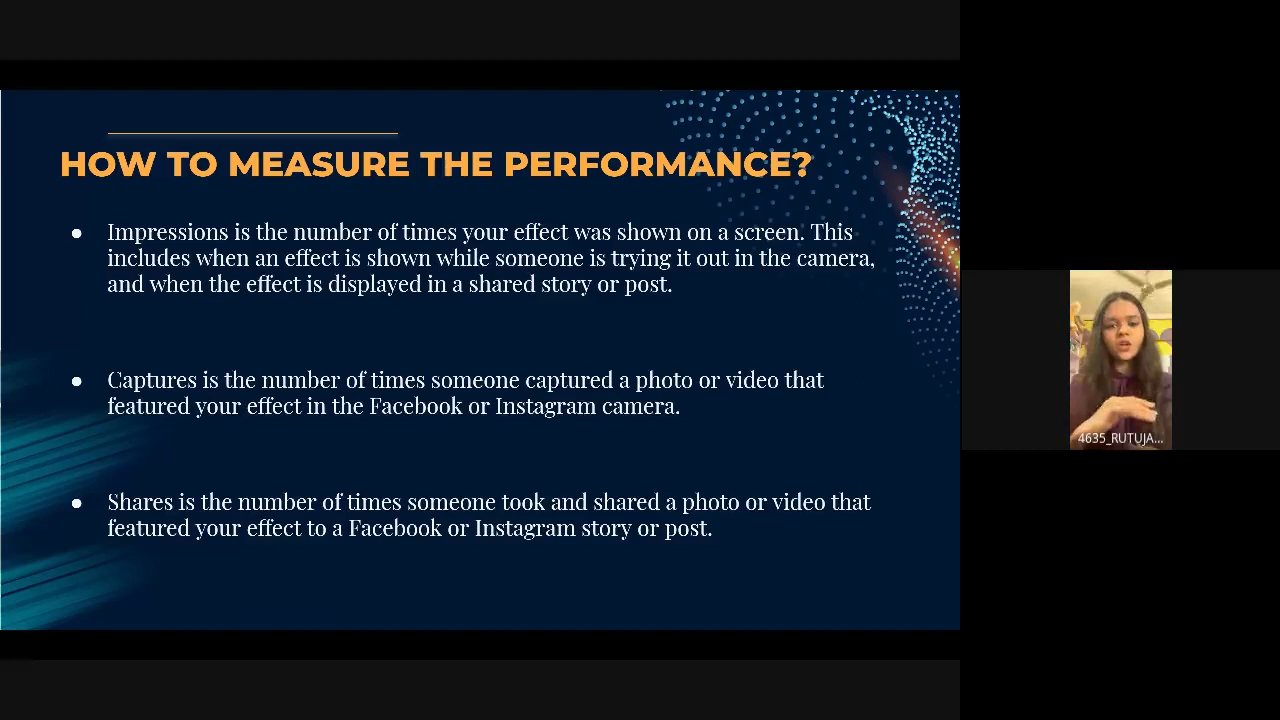 HOW TO MEASURE THE PERFORMANCE?
● Impressions is the number of times your effect was shown on a screen. This
includes when an effect is shown while someone is trying it out in the camera,
and when the effect is displayed in a shared story or post.
● Captures is the number of times someone captured a photo or video that
featured your effect in the Facebook or Instagram camera.
● Shares is the number of times someone took and shared a photo or video that
featured your effect to a Facebook or Instagram story or post.
4635_RUTUJA...